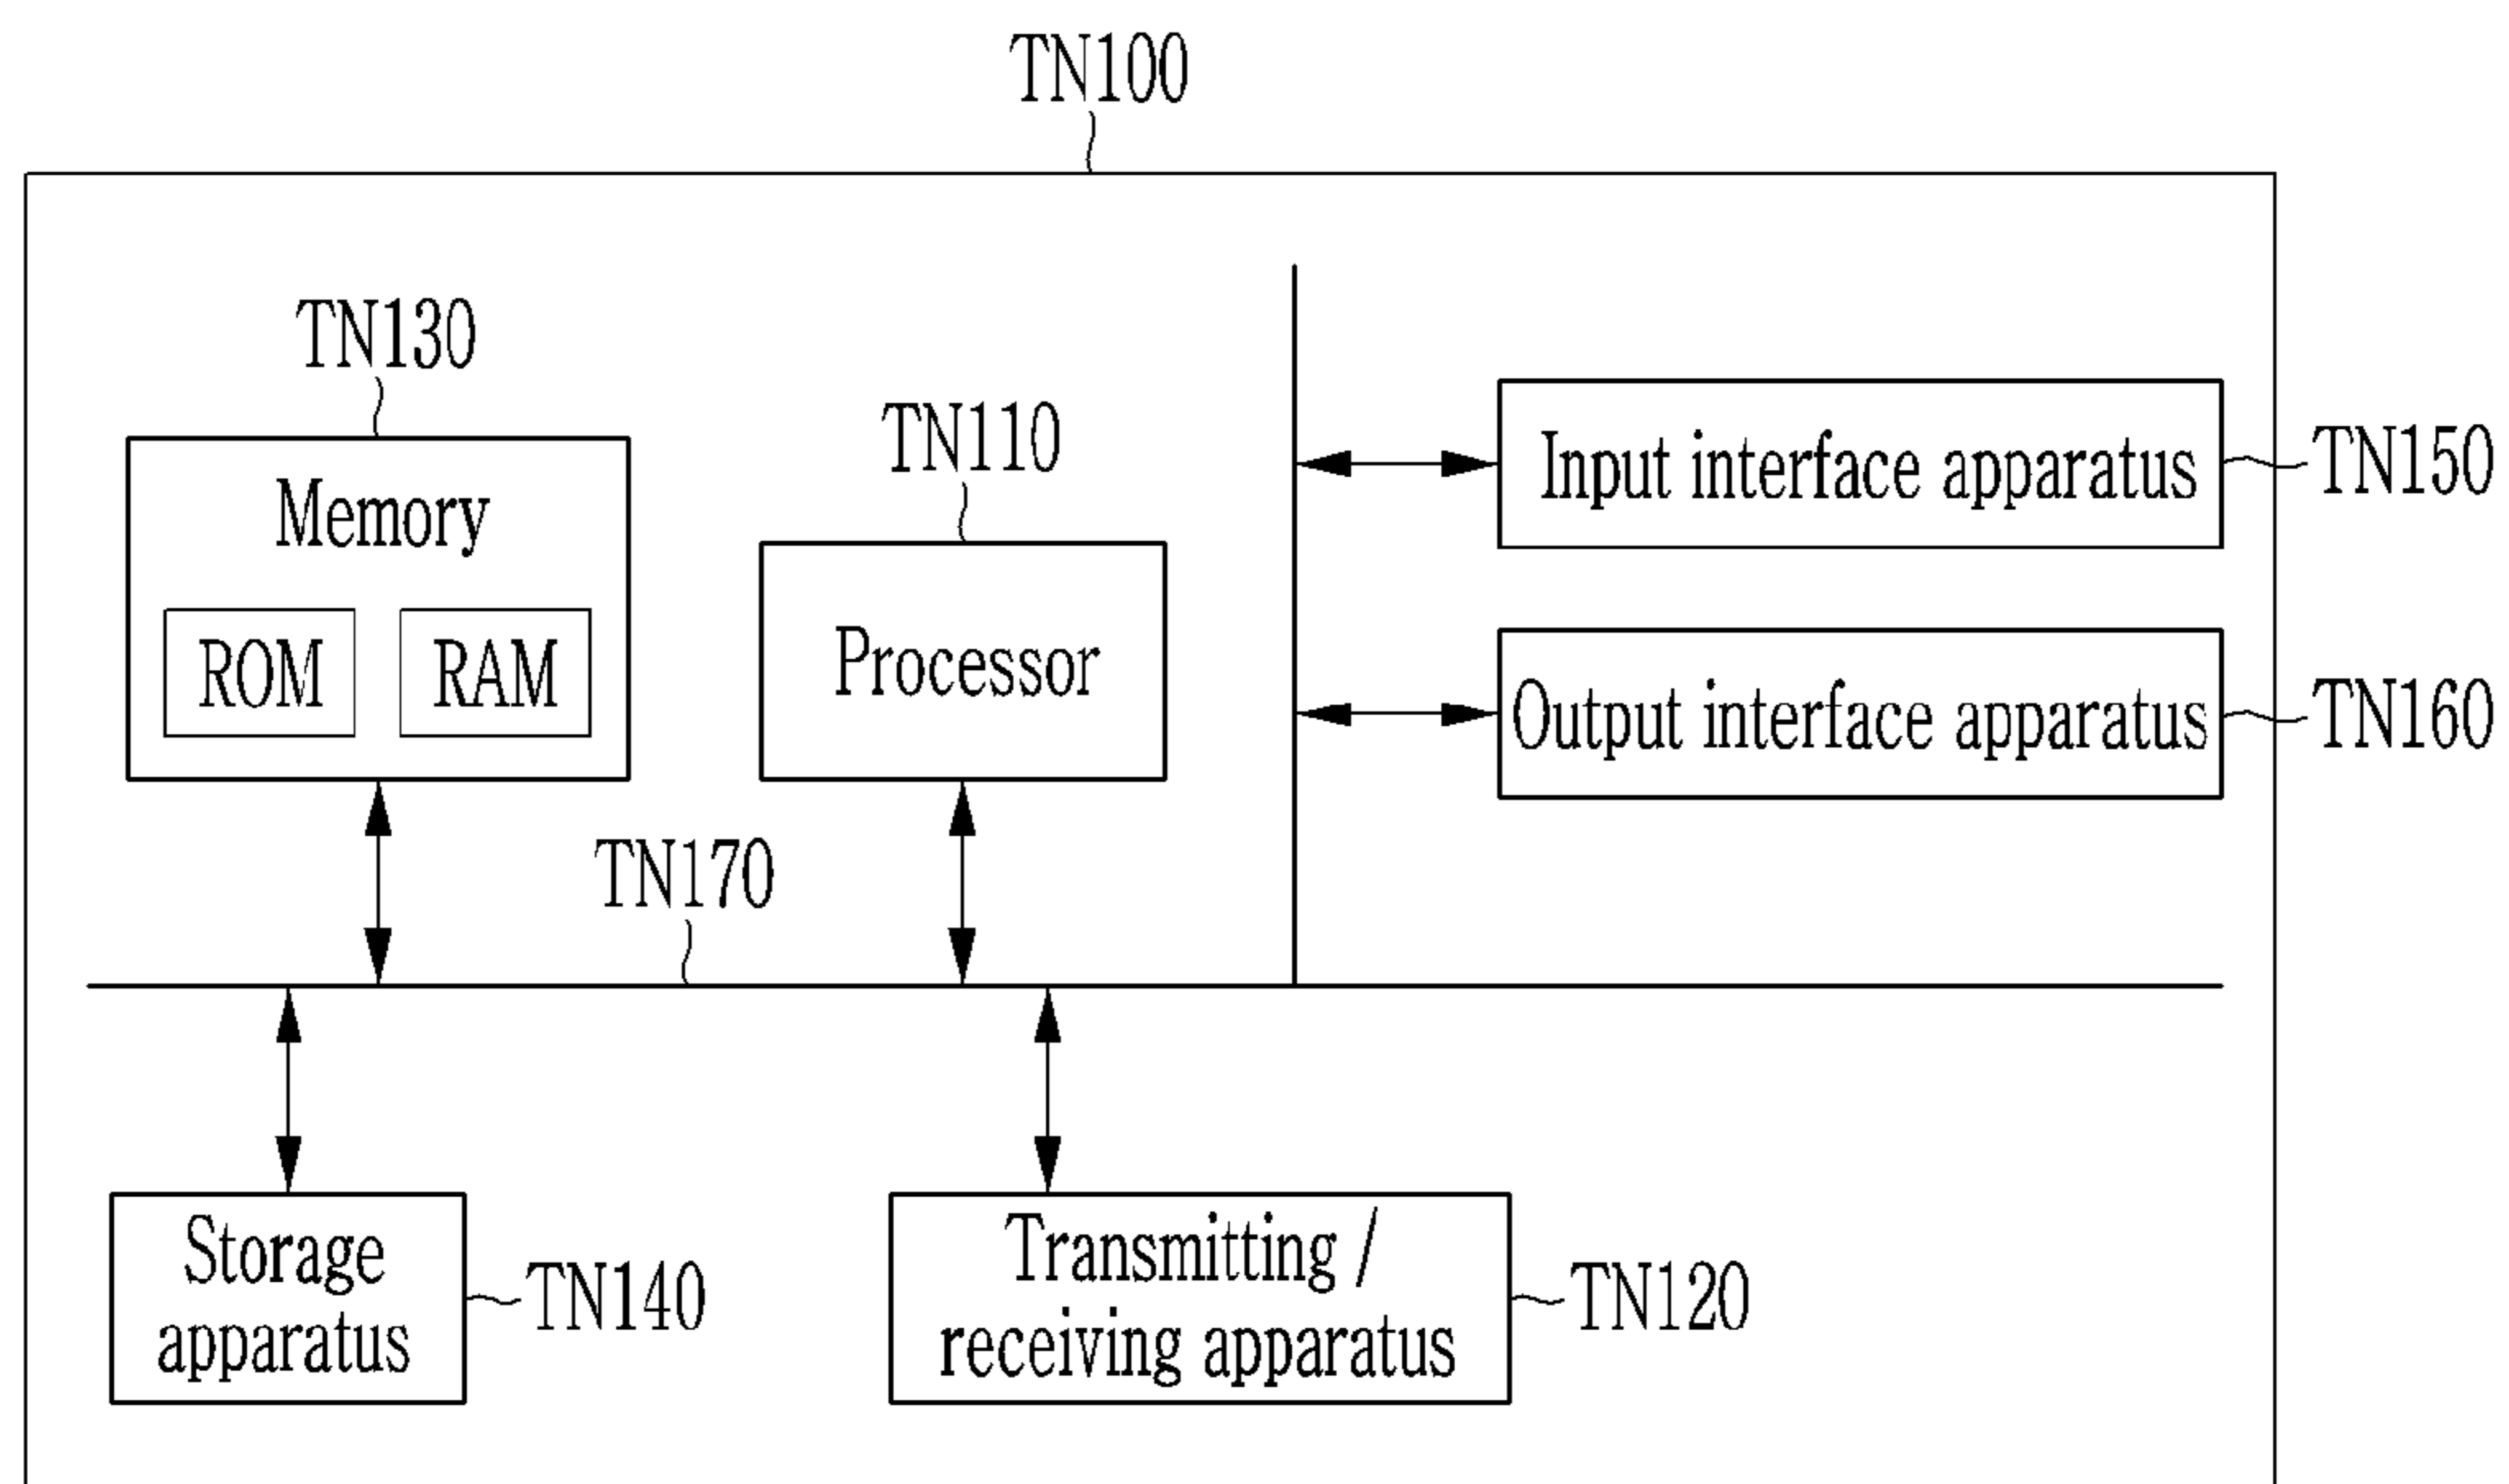 TN100
TN130
TN110
Memory
ROM RAM
Processor
Input interface apparatus
TN150
Output interface apparatus
TN160
TN170
Storage
apparatus
TN140
Transmitting /
receiving apparatus
TN120